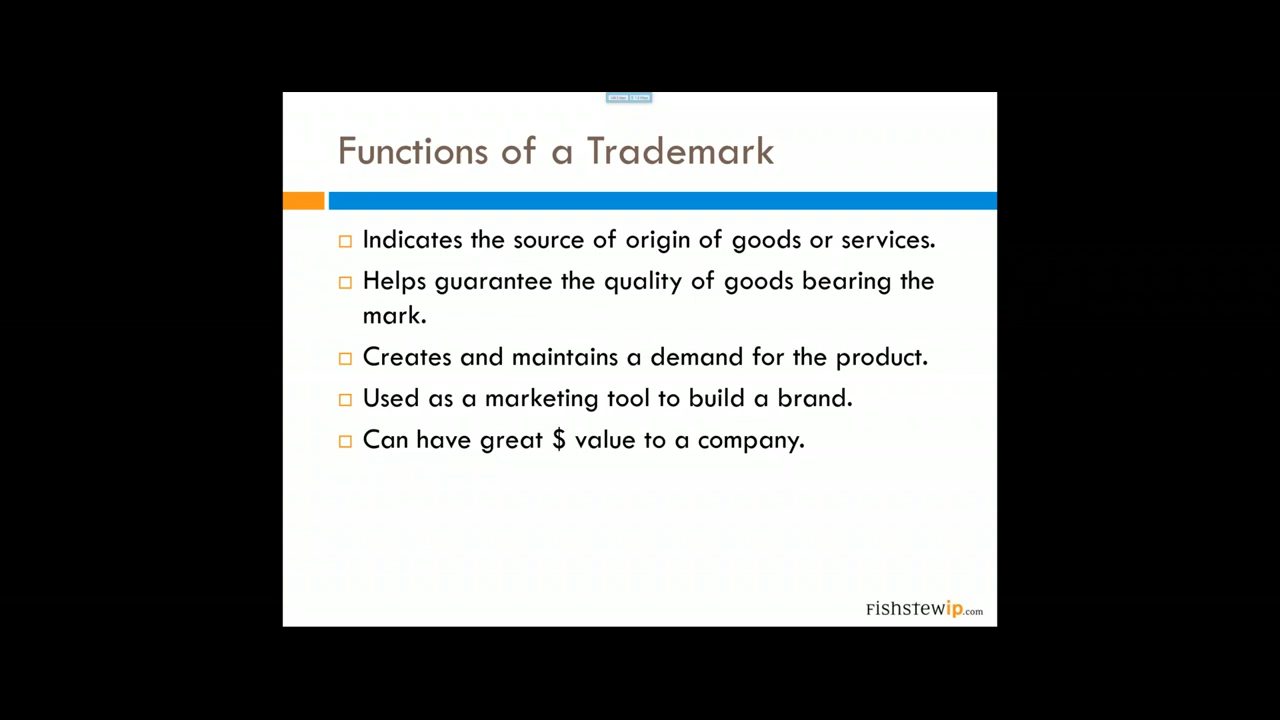 Functions of a Trademark
Indicates the source of origin of goods or services.
Helps guarantee the quality of goods bearing the
mark.
Creates and maintains a demand for the product.
Used as a marketing tool to build a brand.
Can have great $ value to a company.
Fishstewip.com